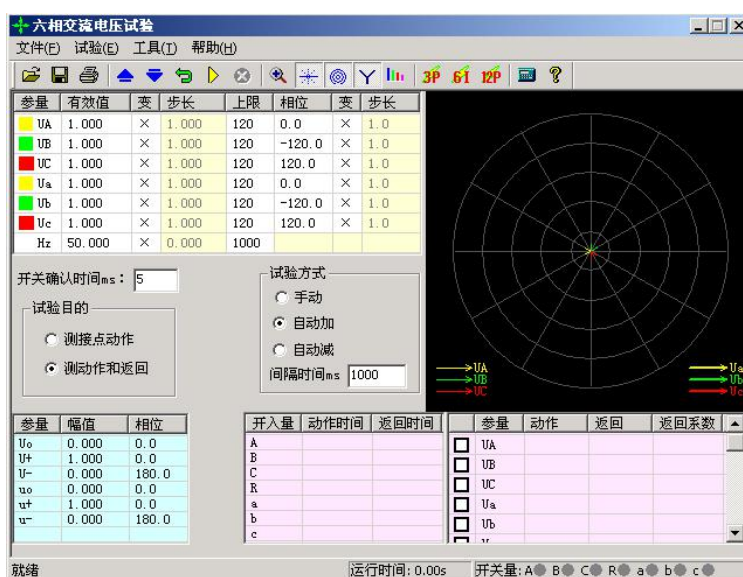 六相交流电压试验
文件(F) 试验(E) 工具(T) 帮助(H)
3P 6I 12P
参量 有效值 变 步长 上限 相位 变 步长
UA 1.000 × 1.000 120 0.0 × 1.0
UB 1.000 × 1.000 120 -120.0 × 1.0
UC 1.000 × 1.000 120 120.0 × 1.0
Ua 1.000 × 1.000 120 0.0 × 1.0
Ub 1.000 × 1.000 120 -120.0 × 1.0
Uc 1.000 × 1.000 120 120.0 × 1.0
Hz 50.000 × 0.000 1000
开关确认时间ms: 5
试验目的
测接点动作
测动作和返回
试验方式
手动
自动加
自动减
间隔时间ms 1000
UA Ua
UB Ub
UC Uc
参量 幅值 相位
Uo 0.000 0.0
U+ 1.000 0.0
U- 0.000 180.0
uo 0.000 0.0
u+ 1.000 0.0
u- 0.000 180.0
开入量 动作时间 返回时间
A
B
C
R
a
b
c
参量 动作 返回 返回系数
UA
UB
UC
Ua
Ub
就绪 运行时间: 0.00s 开关量: A B C R a b c